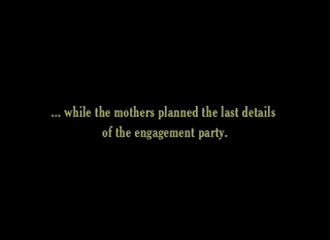 ... while the mothers planned the last details
of the engagement party.